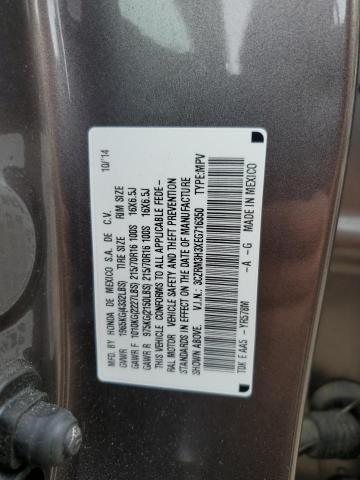 MFD. BY HONDA DE MEXICO S.A. DE C.V. 10/14
GVWR 1965KG(4332LBS) TIRE SIZE RIM SIZE
GAWR F 1010KG(2227LBS) 215/70R16 100S 16X6.5J
GAWR R 975KG(2150LBS) 215/70R16 100S 16X6.5J
THIS VEHICLE CONFORMS TO ALL APPLICABLE FEDE-
RAL MOTOR VEHICLE SAFETY AND THEFT PREVENTION
STANDARDS IN EFFECT ON THE DATE OF MANUFACTURE
SHOWN ABOVE. V.I.N.: 3CZRM3H3XEG716350 TYPE:MPV
T0K E AA5 -YR578M -A -G MADE IN MEXICO